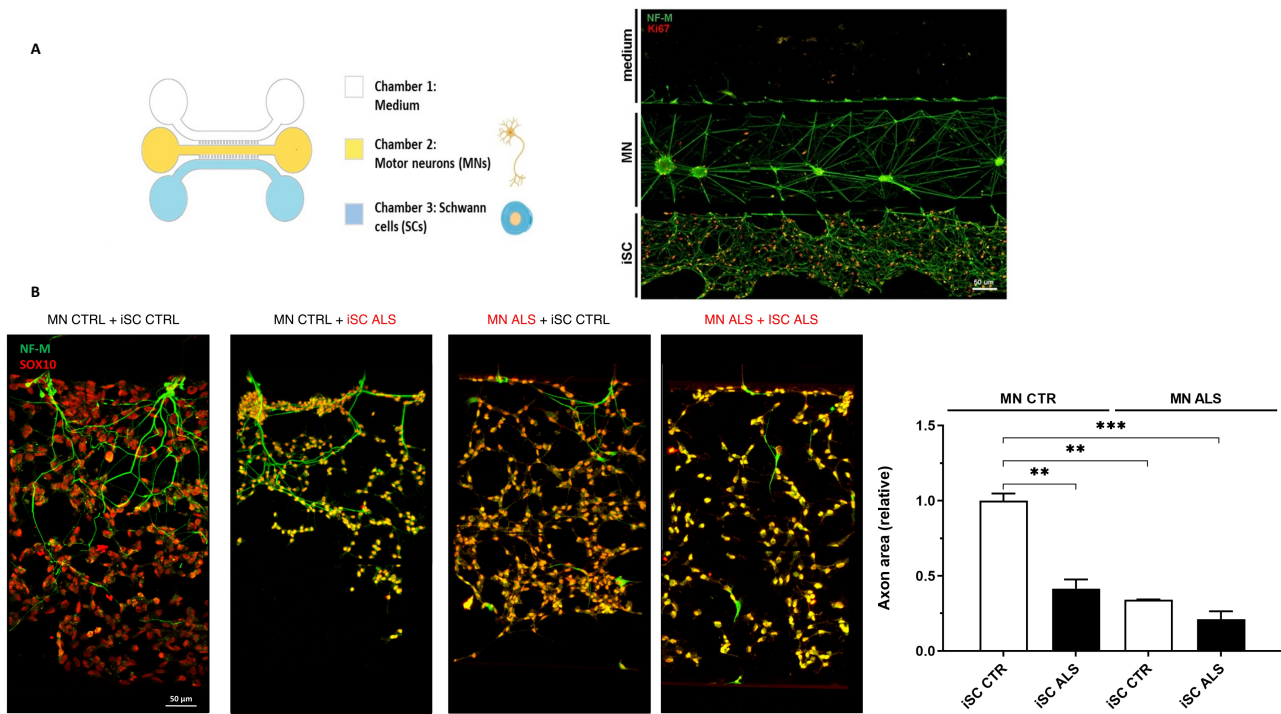 A
Chamber 1:
Medium
Chamber 2:
Motor neurons (MNs)
Chamber 3: Schwann
cells (SCs)
NF-M
Ki67
medium
MN
iSC
50 um
B
MN CTRL + iSC CTRL
MN CTRL + iSC ALS
MN ALS + iSC CTRL
MN ALS + ISC ALS
NF-M
SOX10
50 µm
MN CTR
MN ALS
Axon area (relative)
1.5
1.0
0.5
0.0
***
**
**
iSC CTR
iSC ALS
iSC CTR
iSC ALS